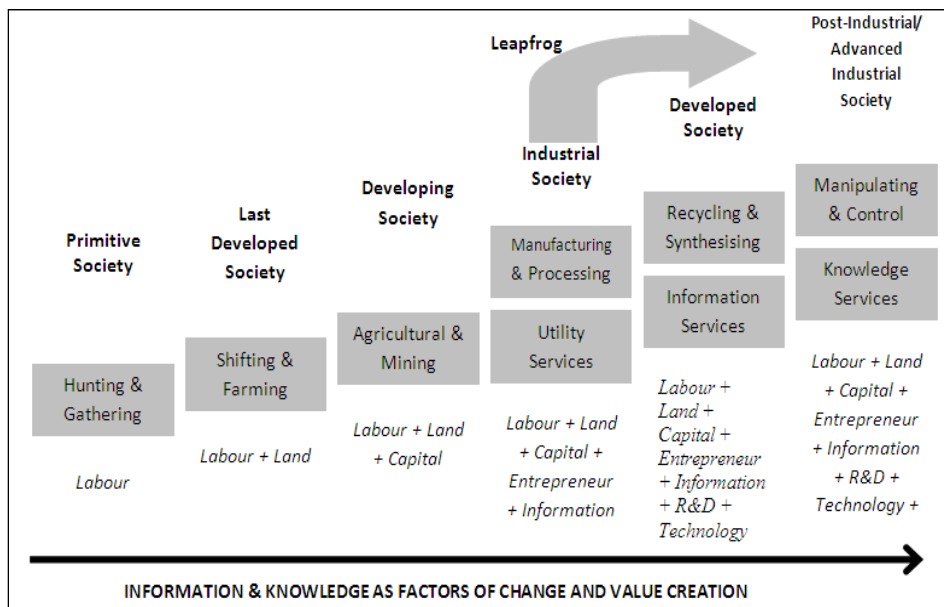 Leapfrog
Post-Industrial/
Advanced
Industrial
Society
Developed
Society
Industrial
Society
Developing
Society
Last
Developed
Society
Primitive
Society
Hunting &
Gathering
Labour
Shifting &
Farming
Labour + Land
Agricultural &
Mining
Labour + Land
+ Capital
Manufacturing
& Processing
Utility
Services
Labour + Land
+ Capital +
Entrepreneur
+ Information
Recycling &
Synthesising
Information
Services
Labour +
Land +
Capital +
Entrepreneur
+ Information
+ R&D +
Technology
Manipulating
& Control
Knowledge
Services
Labour + Land
+ Capital +
Entrepreneur
+ Information
+ R&D +
Technology +
INFORMATION & KNOWLEDGE AS FACTORS OF CHANGE AND VALUE CREATION